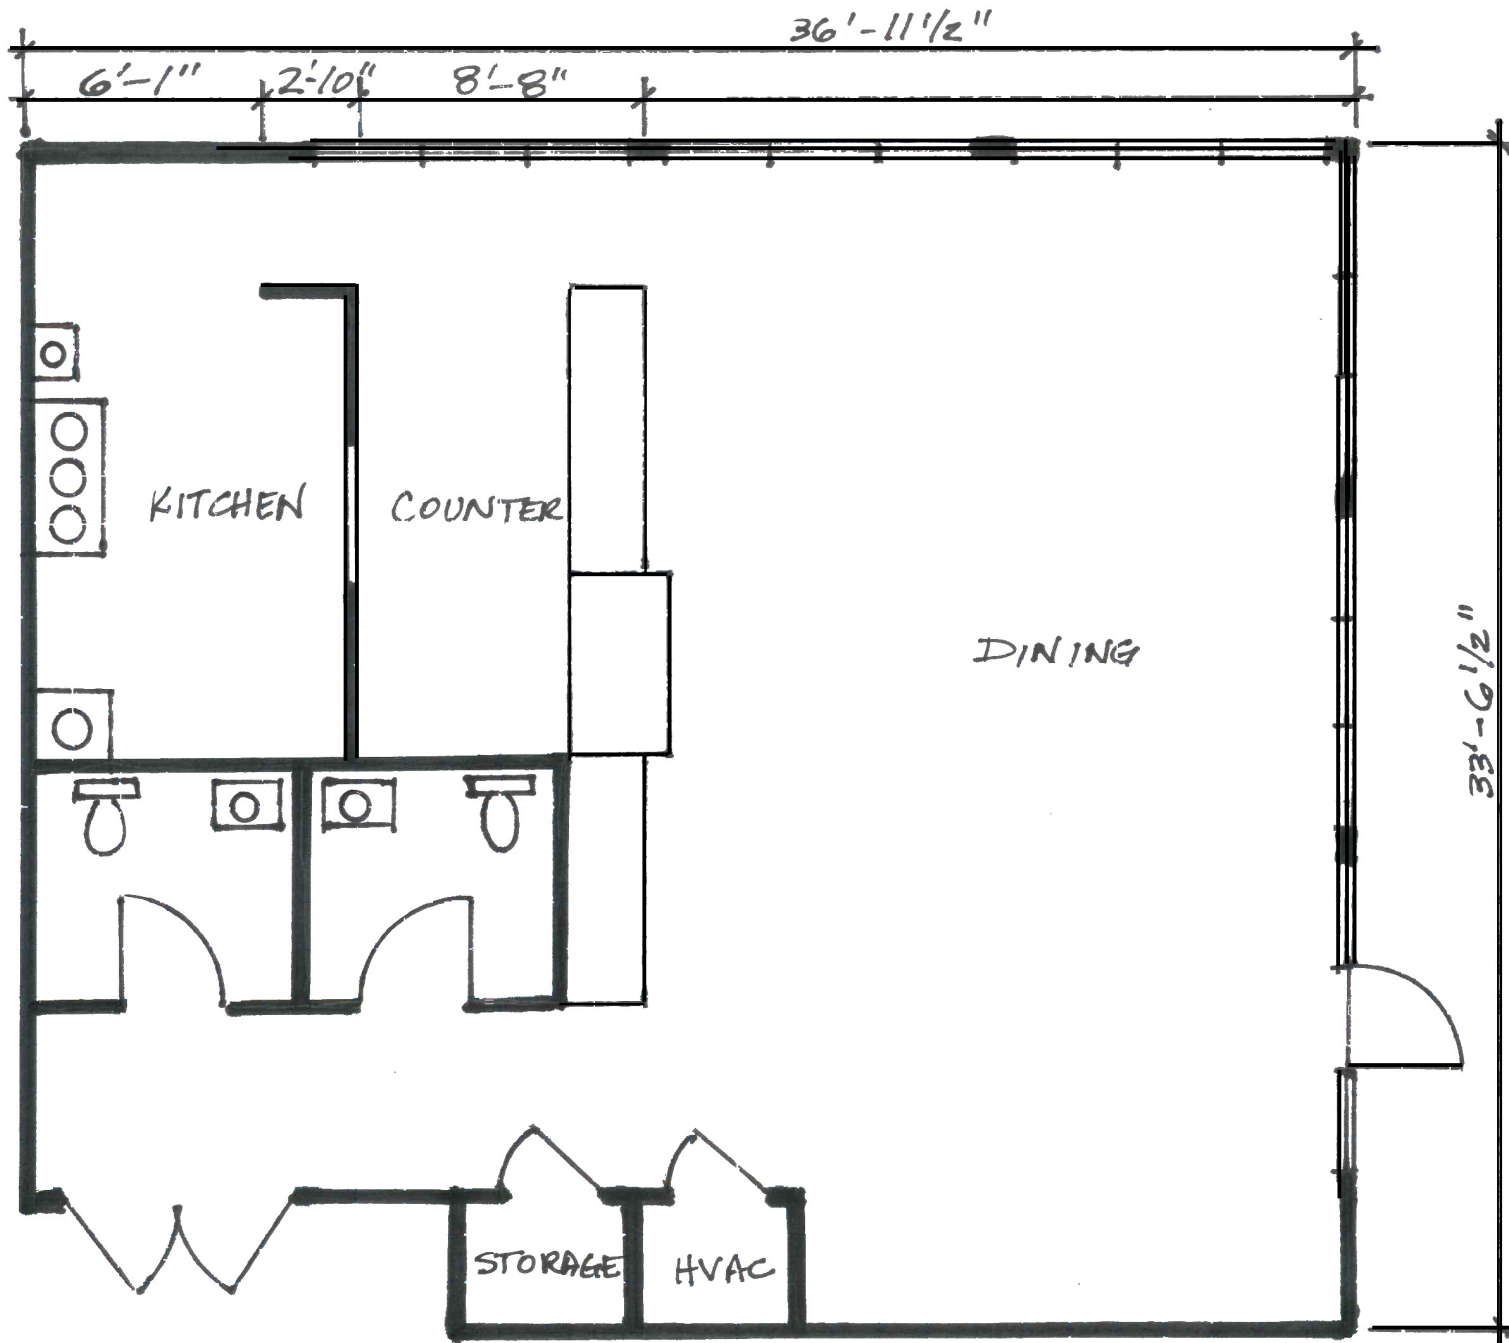 36'-11 1/2"
6'-1" 2'-10" 8'-8"
KITCHEN COUNTER
DINING
33'-6 1/2"
STORAGE HVAC